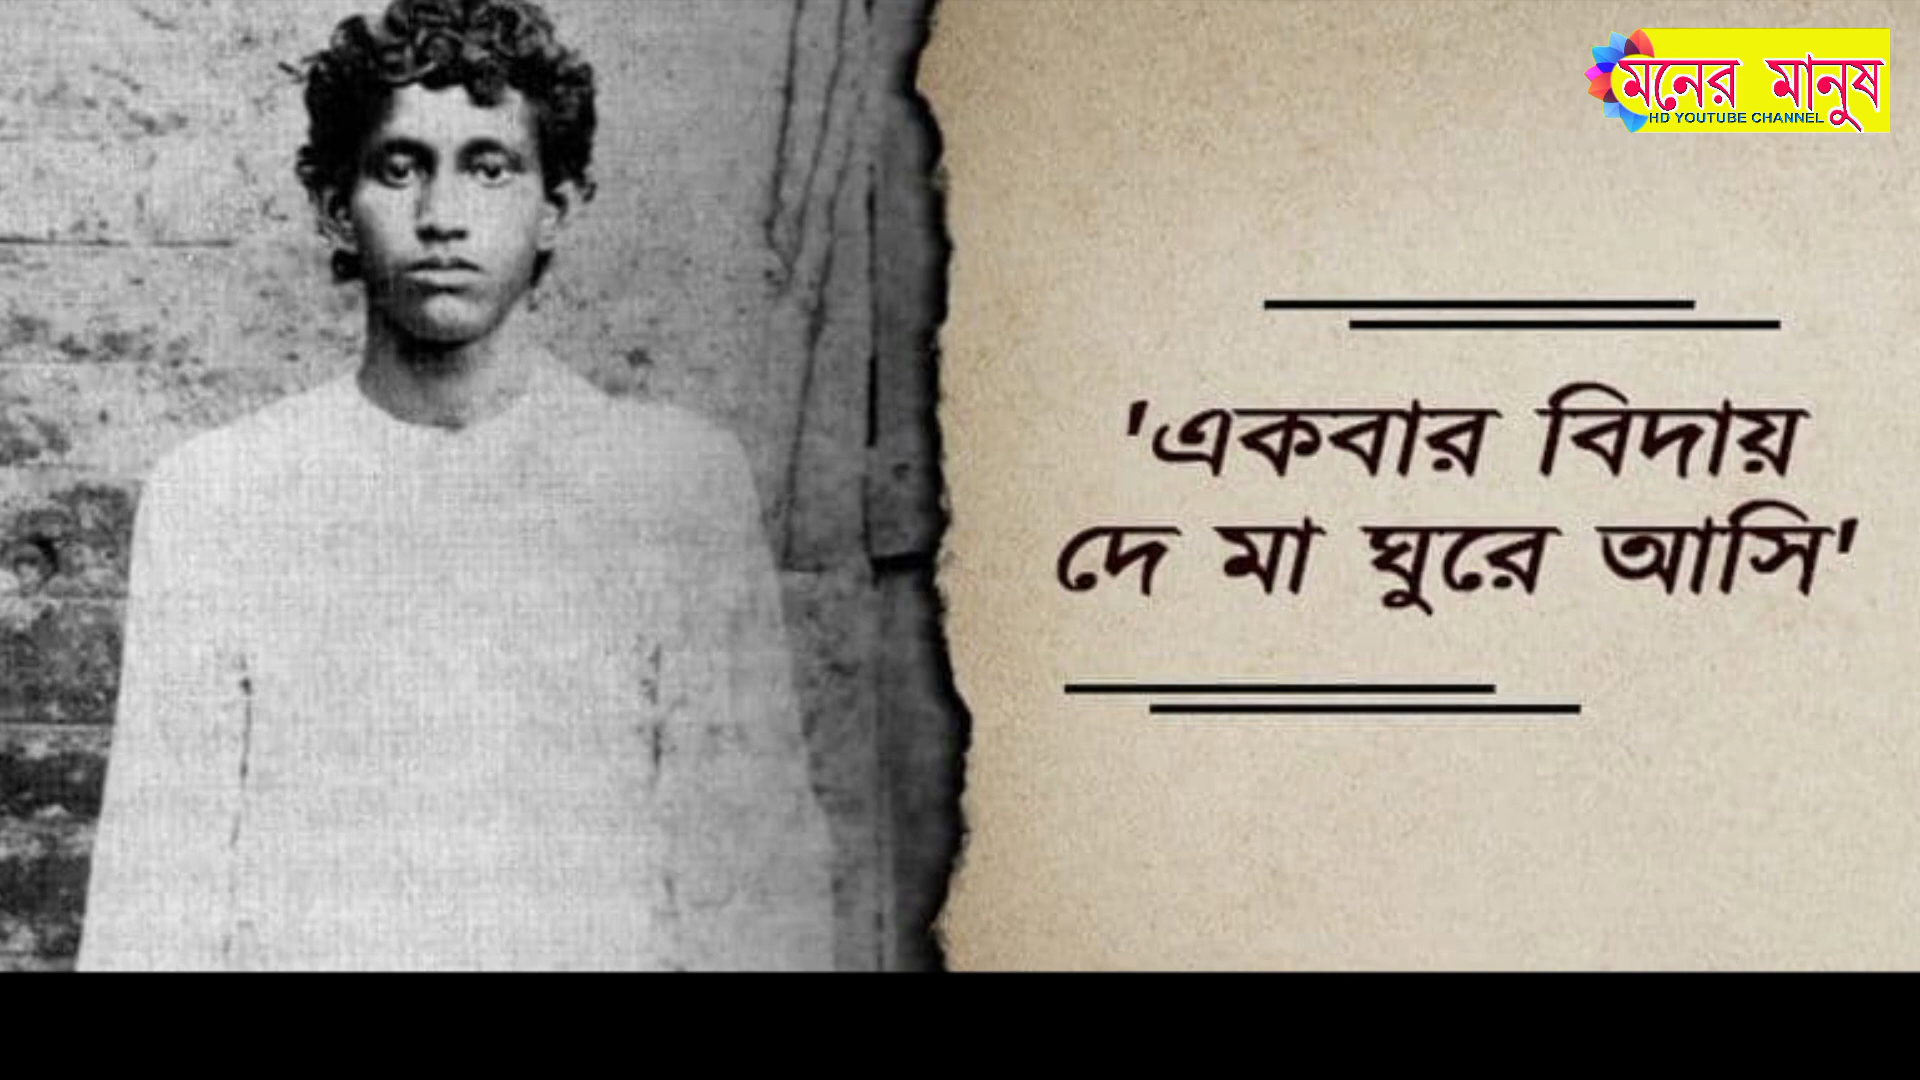 মনের মানুষ
HD YOUTUBE CHANNEL
'একবার বিদায়
দে মা ঘুরে আসি'